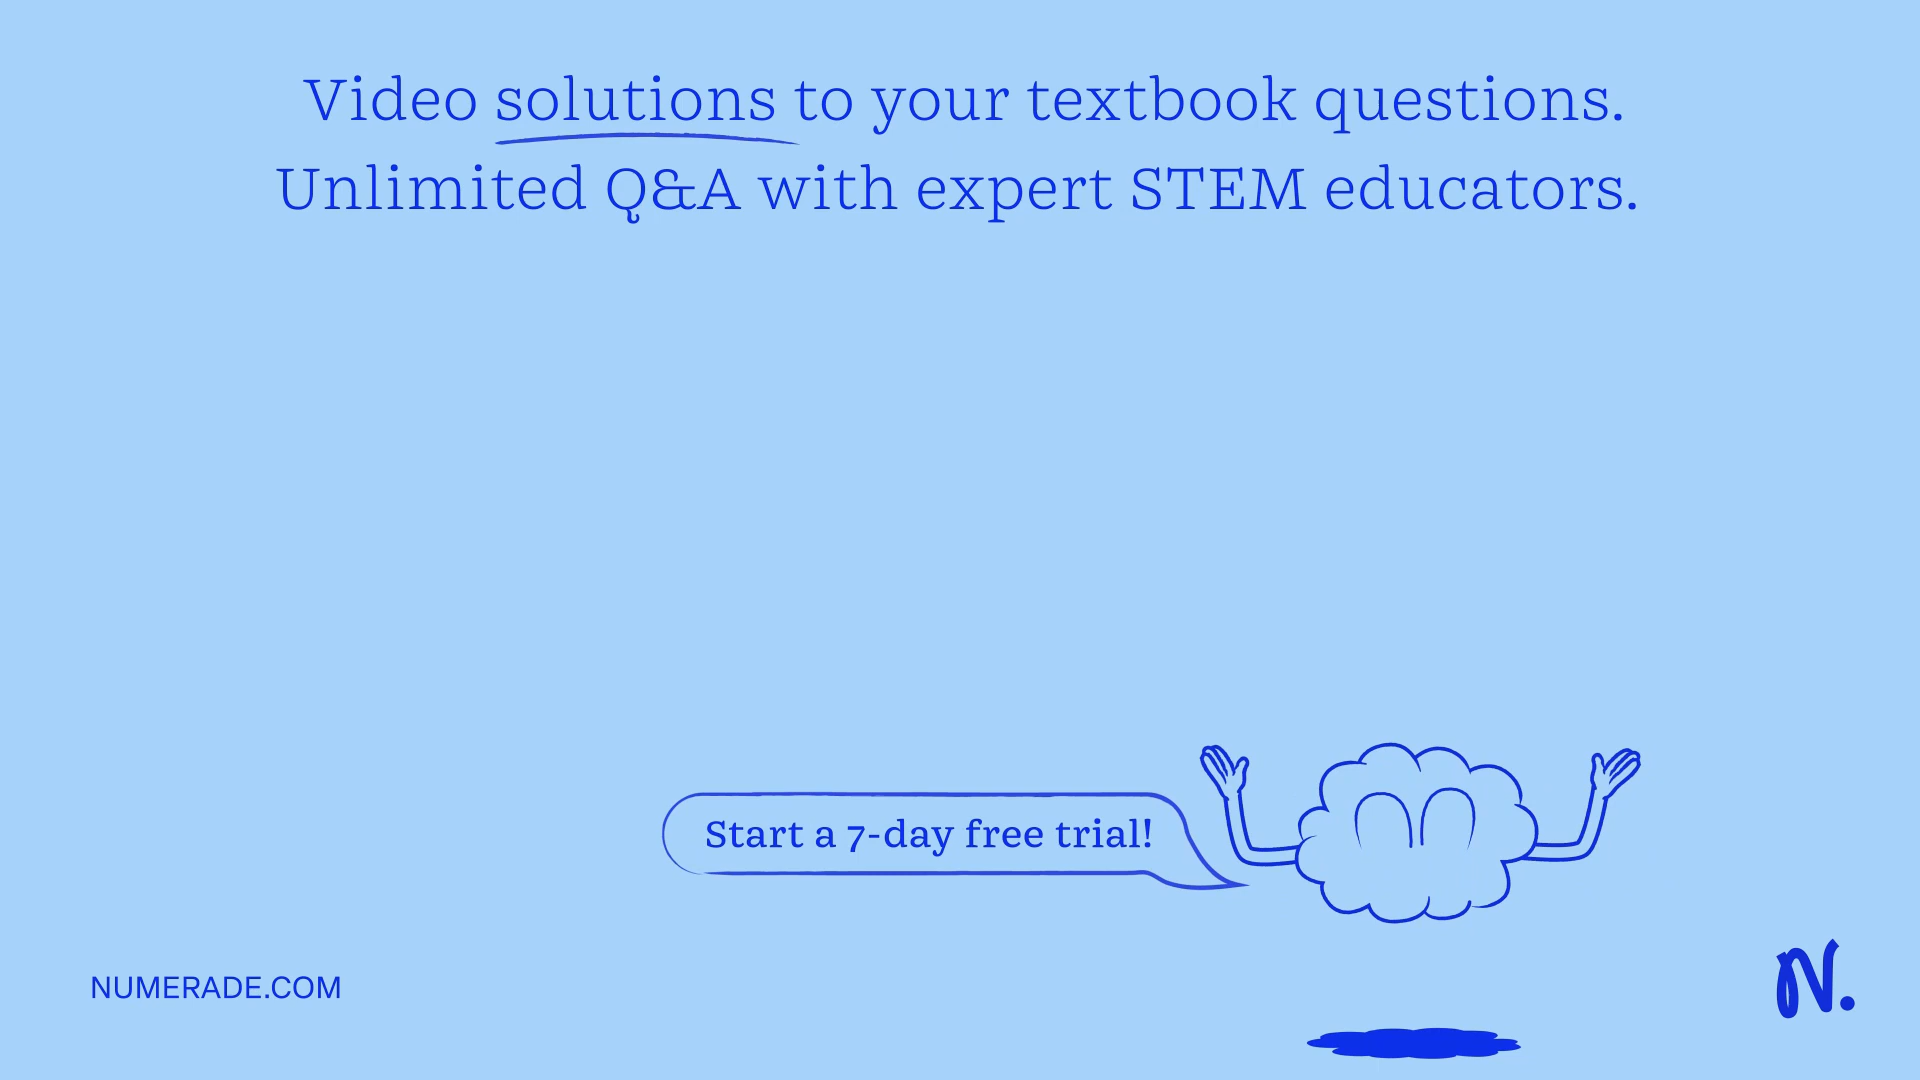 Video solutions to your textbook questions.
Unlimited Q&A with expert STEM educators.
Start a 7-day free trial!
NUMERADE.COM
N.